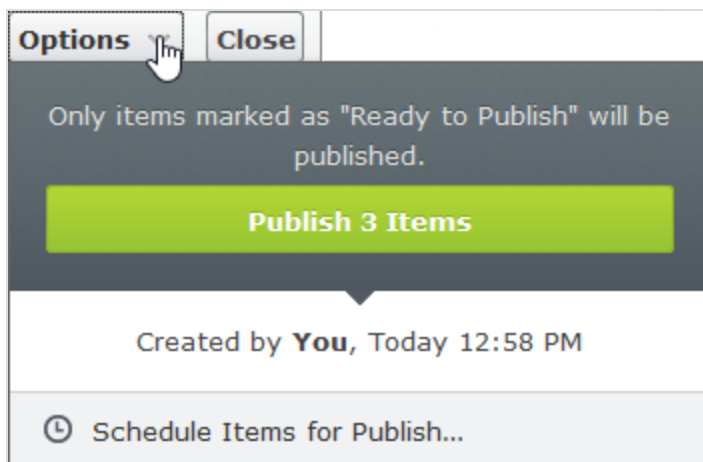 Options Close
Only items marked as "Ready to Publish" will be
published.
Publish 3 Items
Created by You, Today 12:58 PM
Schedule Items for Publish...